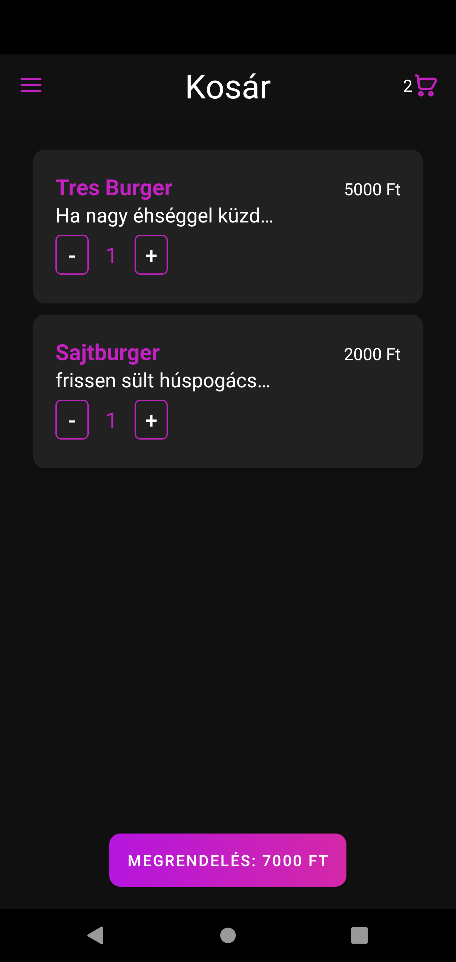 Kosár
2
Tres Burger
5000 Ft
Ha nagy éhséggel küzd...
- 1 +
Sajtburger
2000 Ft
frissen sült húspogács...
- 1 +
MEGRENDELÉS: 7000 FT